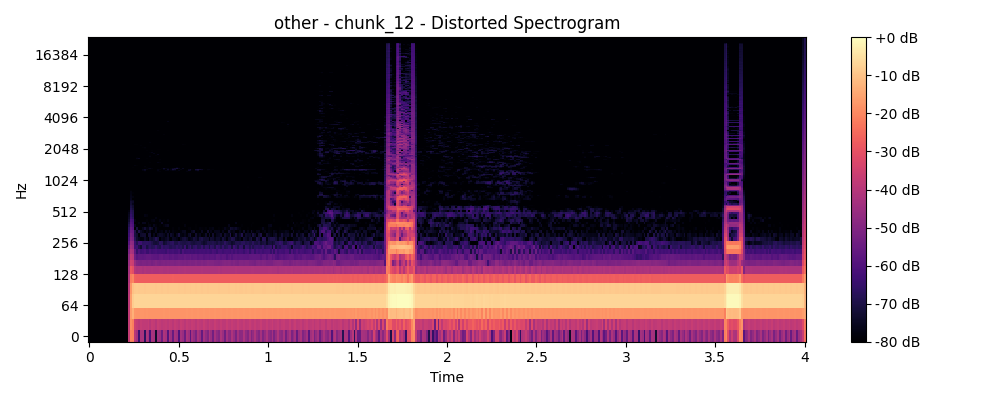 other - chunk_12 - Distorted Spectrogram
Hz
16384
8192
4096
2048
1024
512
256
128
64
0
0 0.5 1 1.5 2 2.5 3 3.5 4
Time
+0 dB
-10 dB
-20 dB
-30 dB
-40 dB
-50 dB
-60 dB
-70 dB
-80 dB